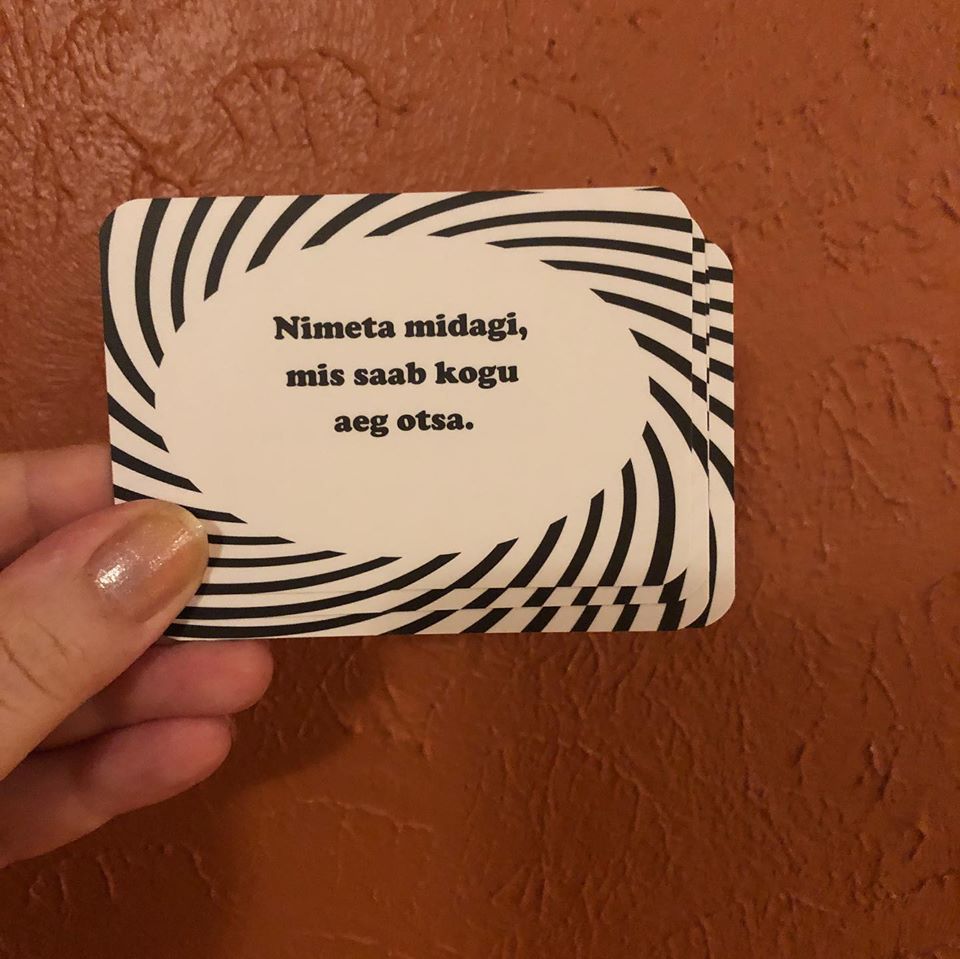 Nimeta midagi,
mis saab kogu
aeg otsa.